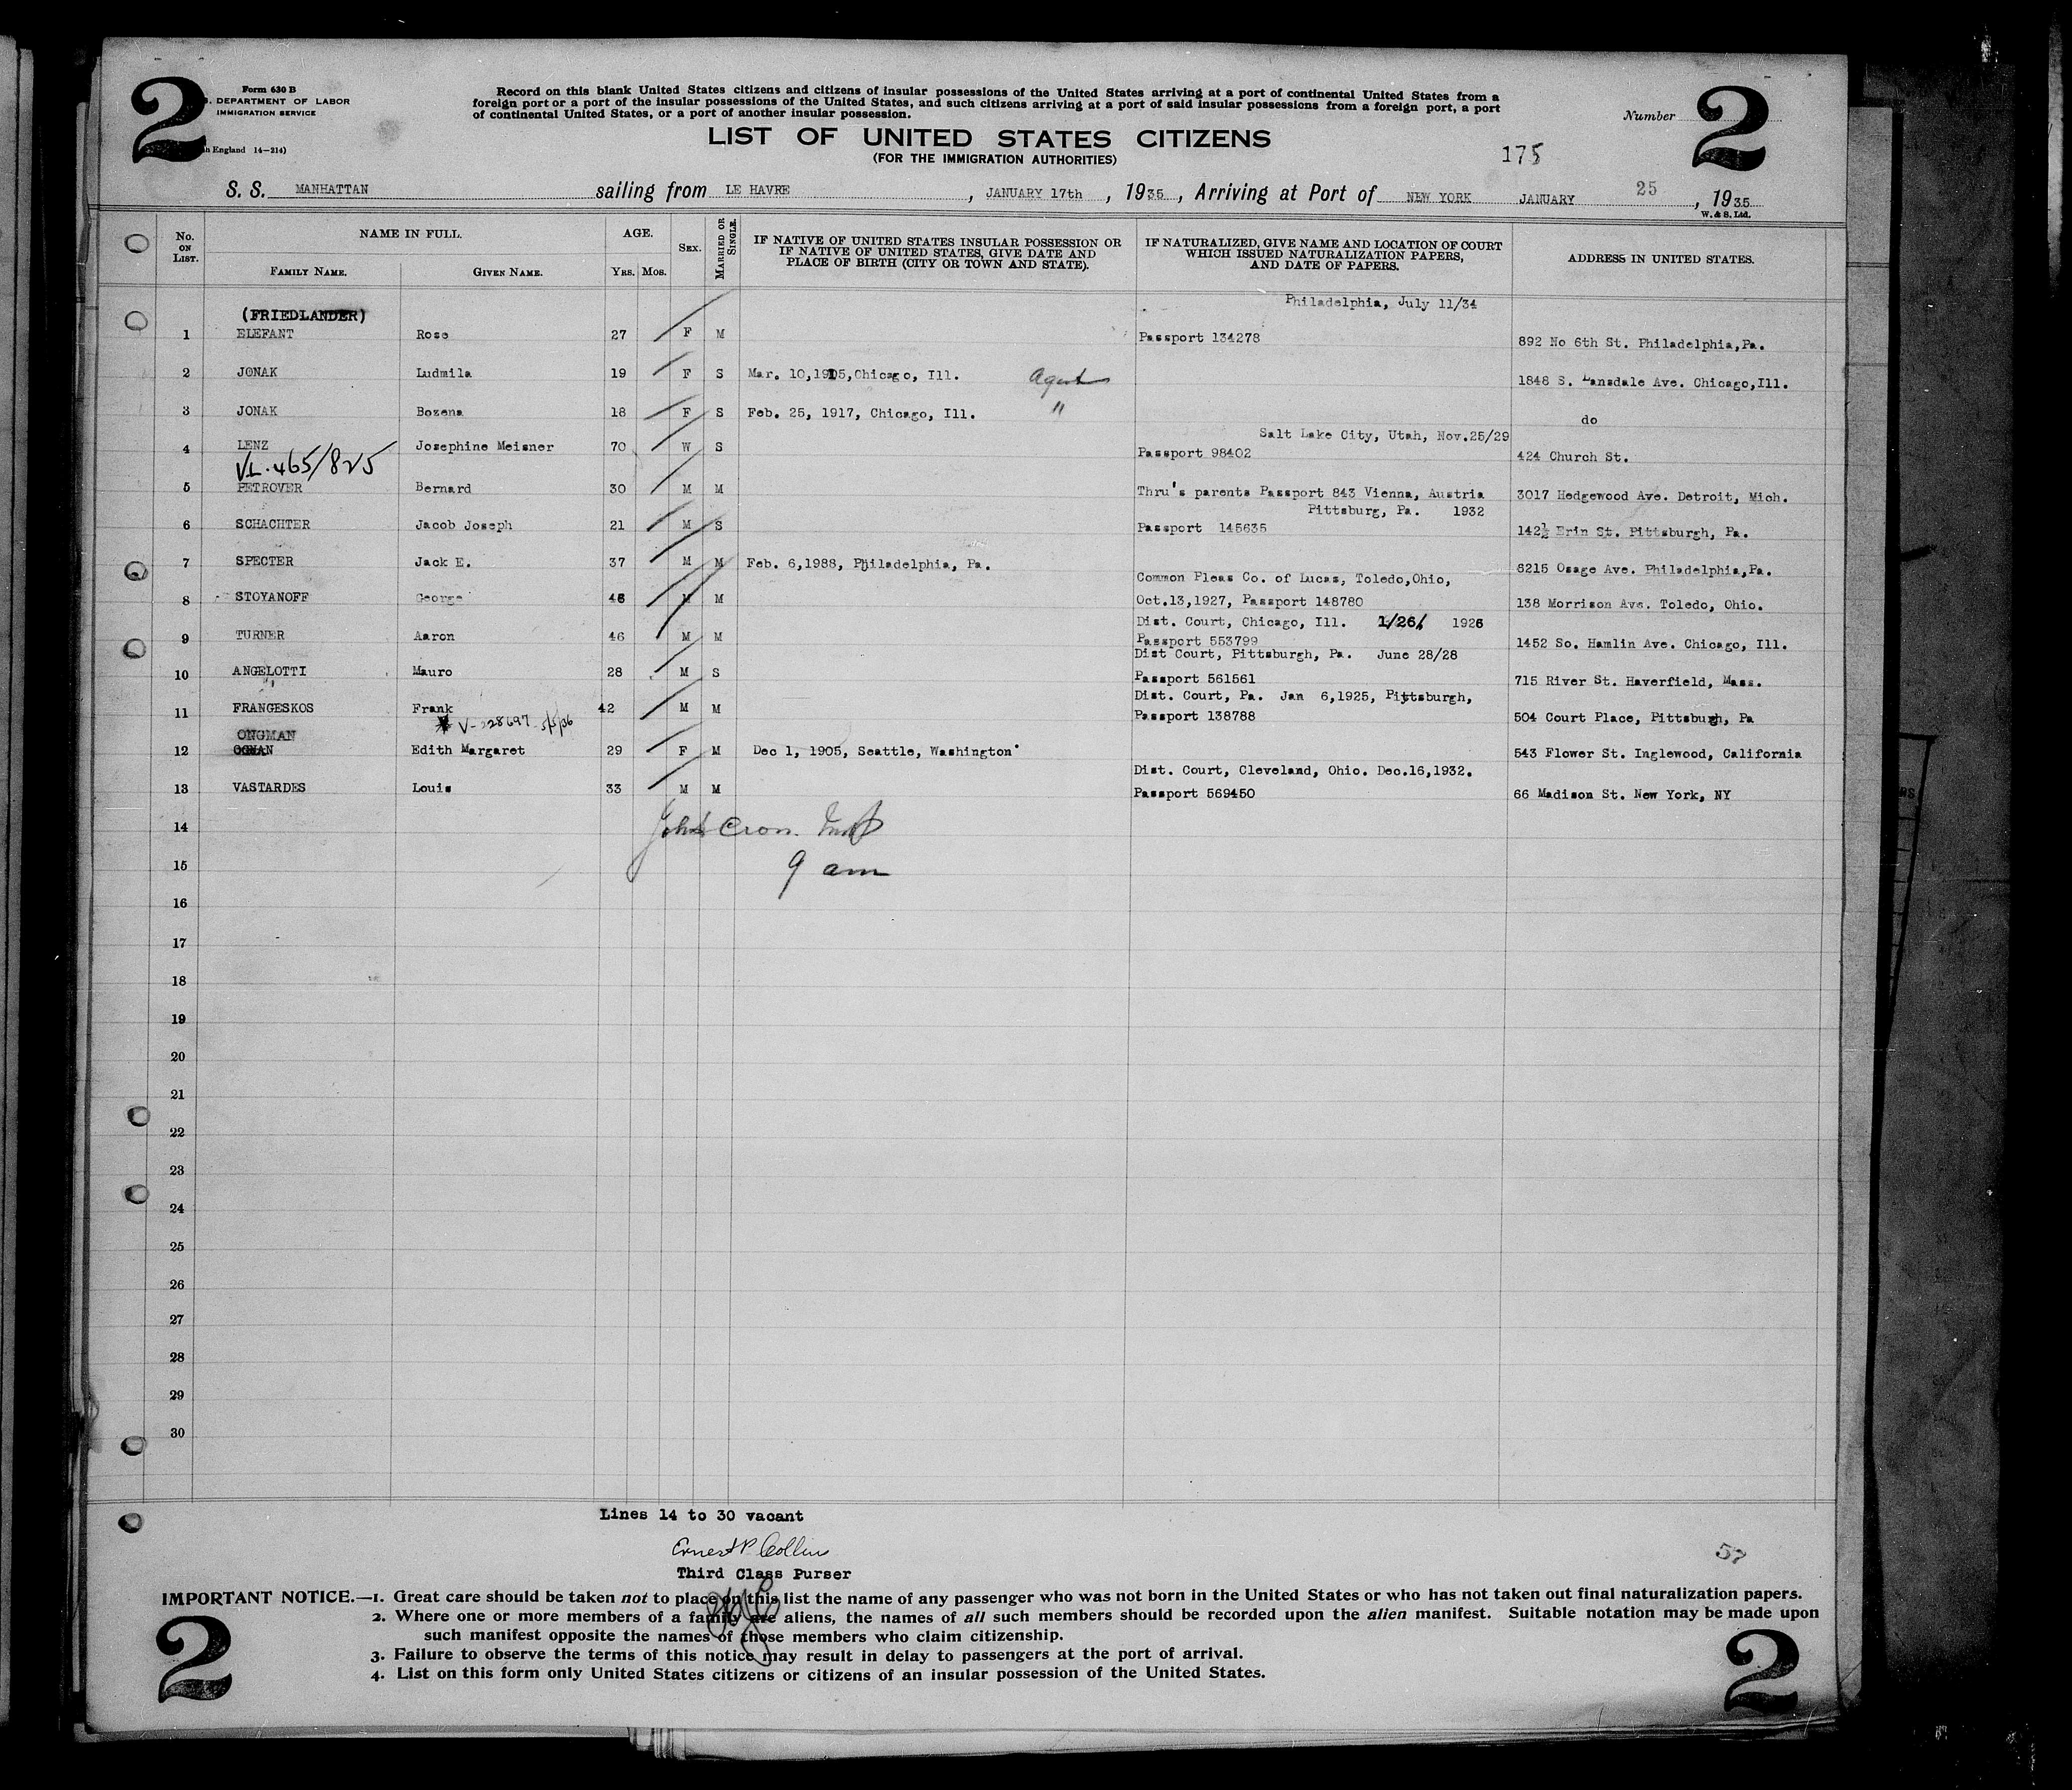 2
2
Form 630 B
DEPARTMENT OF LABOR
IMMIGRATION SERVICE
England 14—214)
Record on this blank United States citizens and citizens of insular possessions of the United States arriving at a port of continental United States from a
foreign port or a port of the insular possessions of the United States, and such citizens arriving at a port of said insular possessions from a foreign port, a port
of continental United States, or a port of another insular possession.
Number
LIST OF UNITED STATES CITIZENS
(FOR THE IMMIGRATION AUTHORITIES)
175
S. S. MANHATTAN sailing from LE HAVRE, JANUARY 17th, 1935, Arriving at Port of NEW YORK JANUARY 25, 1935
W. & S. Ltd.
No. ON LIST.
NAME IN FULL.
FAMILY NAME. GIVEN NAME.
AGE.
YRS. MOS.
SEX.
MARRIED OR SINGLE.
IF NATIVE OF UNITED STATES INSULAR POSSESSION OR
IF NATIVE OF UNITED STATES, GIVE DATE AND
PLACE OF BIRTH (CITY OR TOWN AND STATE).
IF NATURALIZED, GIVE NAME AND LOCATION OF COURT
WHICH ISSUED NATURALIZATION PAPERS,
AND DATE OF PAPERS.
ADDRESS IN UNITED STATES.
Philadelphia, July 11/34
(FRIEDLANDER)
1 ELEFANT Rose 27 F M Passport 134278 892 No 6th St. Philadelphia,Pa.
2 JONAK Ludmila 19 F S Mar. 10,1915,Chicago, Ill. Agent 1848 S. Lansdale Ave. Chicago,Ill.
3 JONAK Bozena 18 F S Feb. 25, 1917, Chicago, Ill. " do
Salt Lake City, Utah, Nov.25/29
4 LENZ Josephine Meisner 70 W S Passport 98402 424 Church St.
VL.465/825
5 PETROVER Bernard 30 M M Thru's parents Passport 843 Vienna, Austria 3017 Hedgewood Ave. Detroit, Mich.
Pittsburg, Pa. 1932
6 SCHACHTER Jacob Joseph 21 M S Passport 145635 142½ Erin St. Pittsburgh, Pa.
7 SPECTER Jack E. 37 M M Feb. 6,1988, Philadelphia, Pa. 6215 Osage Ave. Philadelphia,Pa.
Common Pleas Co. of Lucas, Toledo,Ohio,
8 STOYANOFF George 46 M M Oct.13,1927, Passport 148780 138 Morrison Ave. Toledo, Ohio.
Dist. Court, Chicago, Ill. 1/26/ 1926
9 TURNER Aaron 46 M M Passport 553799 1452 So. Hamlin Ave. Chicago, Ill.
Dist Court, Pittsburgh, Pa. June 28/28
10 ANGELOTTI Mauro 28 M S Passport 561561 715 River St. Haverfield, Mass.
Dist. Court, Pa. Jan 6,1925, Pittsburgh,
11 FRANGESKOS Frank 42 M M Passport 138788 504 Court Place, Pittsburgh, Pa
V-328697-5/5/36
ONGMAN
12 Edith Margaret 29 F M Dec 1, 1905, Seattle, Washington 543 Flower St. Inglewood, California
Dist. Court, Cleveland, Ohio. Dec.16,1932.
13 VASTARDES Louis 33 M M Passport 569450 66 Madison St. New York, NY
14
9 am
15
16
17
18
19
20
21
22
23
24
25
26
27
28
29
30
Lines 14 to 30 vacant
Ernest P. Collin
Third Class Purser
57
IMPORTANT NOTICE.—1. Great care should be taken not to place on this list the name of any passenger who was not born in the United States or who has not taken out final naturalization papers.
2. Where one or more members of a family are aliens, the names of all such members should be recorded upon the alien manifest. Suitable notation may be made upon
such manifest opposite the names of those members who claim citizenship.
3. Failure to observe the terms of this notice may result in delay to passengers at the port of arrival.
4. List on this form only United States citizens or citizens of an insular possession of the United States.
2
2